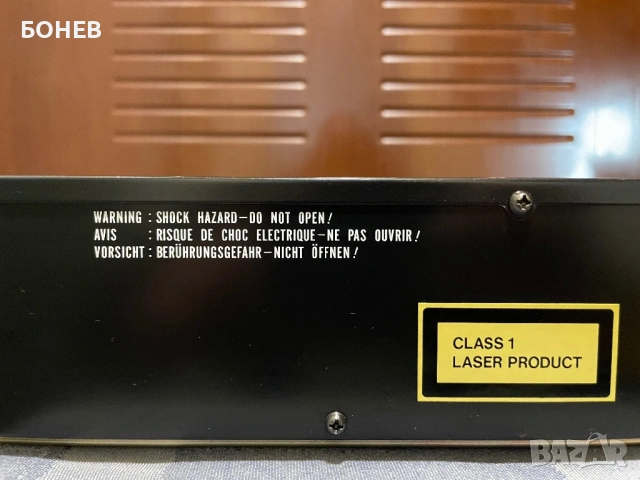 БОНЕВ
WARNING : SHOCK HAZARD—DO NOT OPEN!
AVIS : RISQUE DE CHOC ELECTRIQUE—NE PAS OUVRIR!
VORSICHT : BERÜHRUNGSGEFAHR—NICHT ÖFFNEN!
CLASS 1
LASER PRODUCT
BAZAR